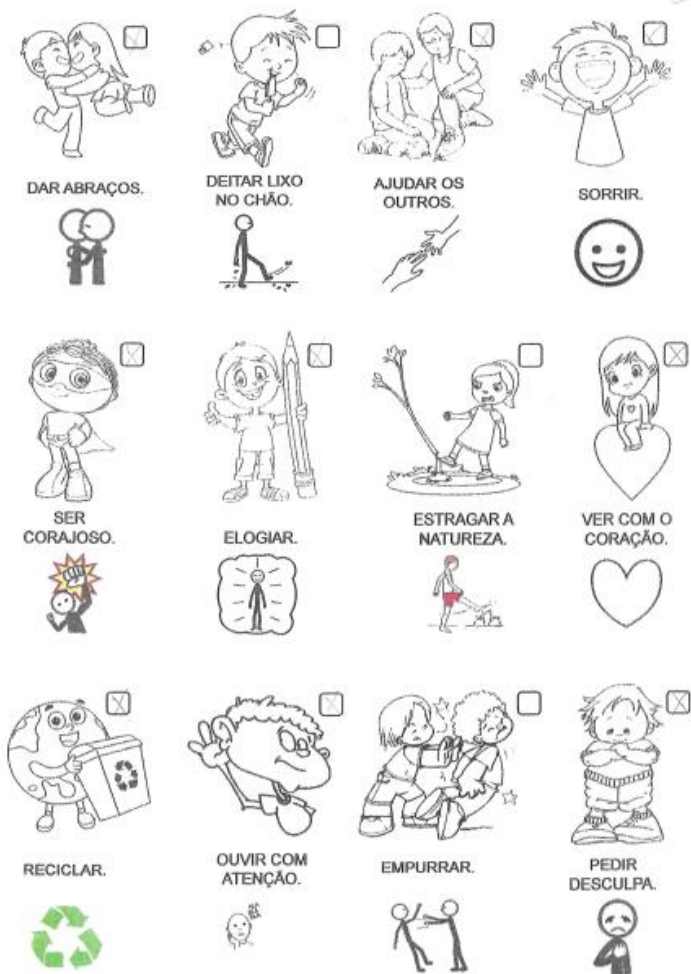 DAR ABRAÇOS.
DEITAR LIXO
NO CHÃO.
AJUDAR OS
OUTROS.
SORRIR.
SER
CORAJOSO.
ELOGIAR.
ESTRAGAR A
NATUREZA.
VER COM O
CORAÇÃO.
RECICLAR.
OUVIR COM
ATENÇÃO.
EMPURRAR.
PEDIR
DESCULPA.